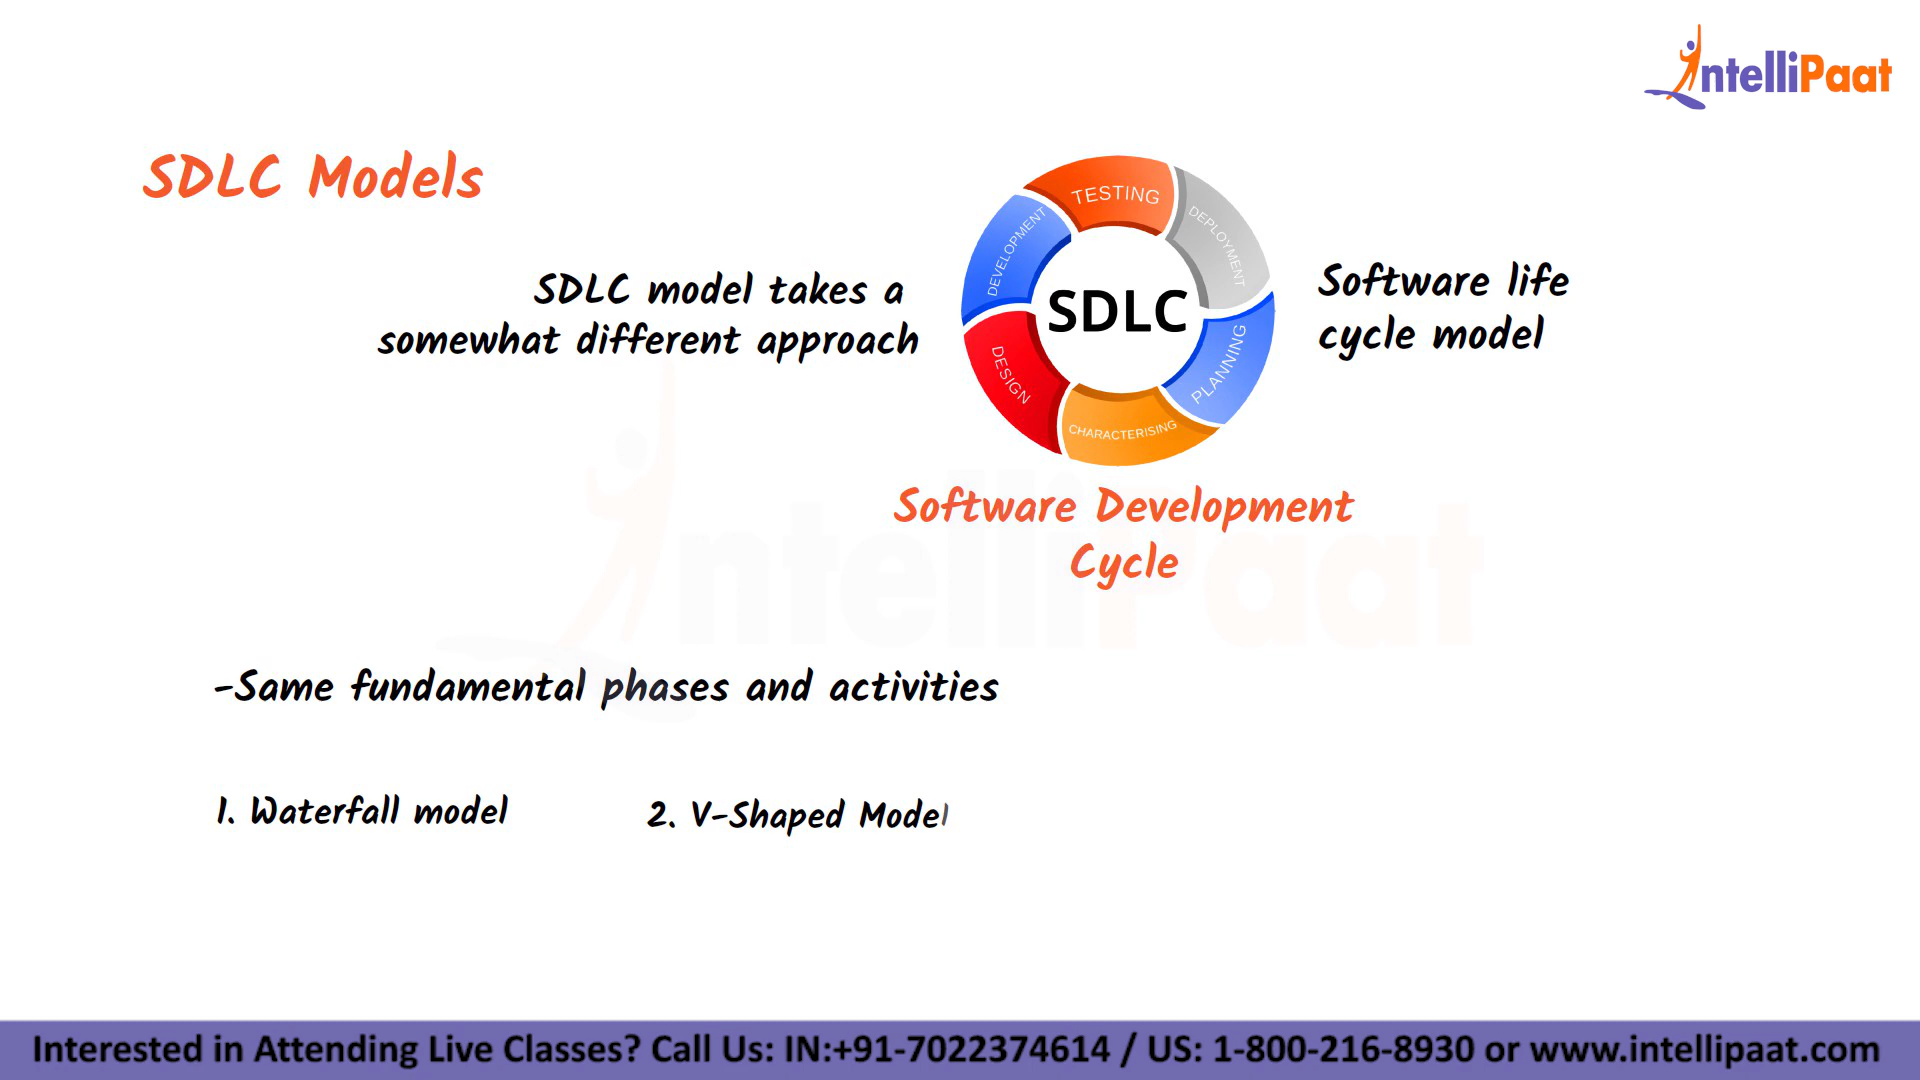 IntelliPaat
SDLC Models
SDLC model takes a
somewhat different approach
TESTING
DEPLOYMENT
PLANNING
CHARACTERISING
DESIGN
DEVELOPMENT
SDLC
Software life
cycle model
Software Development
Cycle
IntelliPaat
-Same fundamental phases and activities
1. Waterfall model
2. V-Shaped Model
Interested in Attending Live Classes? Call Us: IN:+91-7022374614 / US: 1-800-216-8930 or www.intellipaat.com